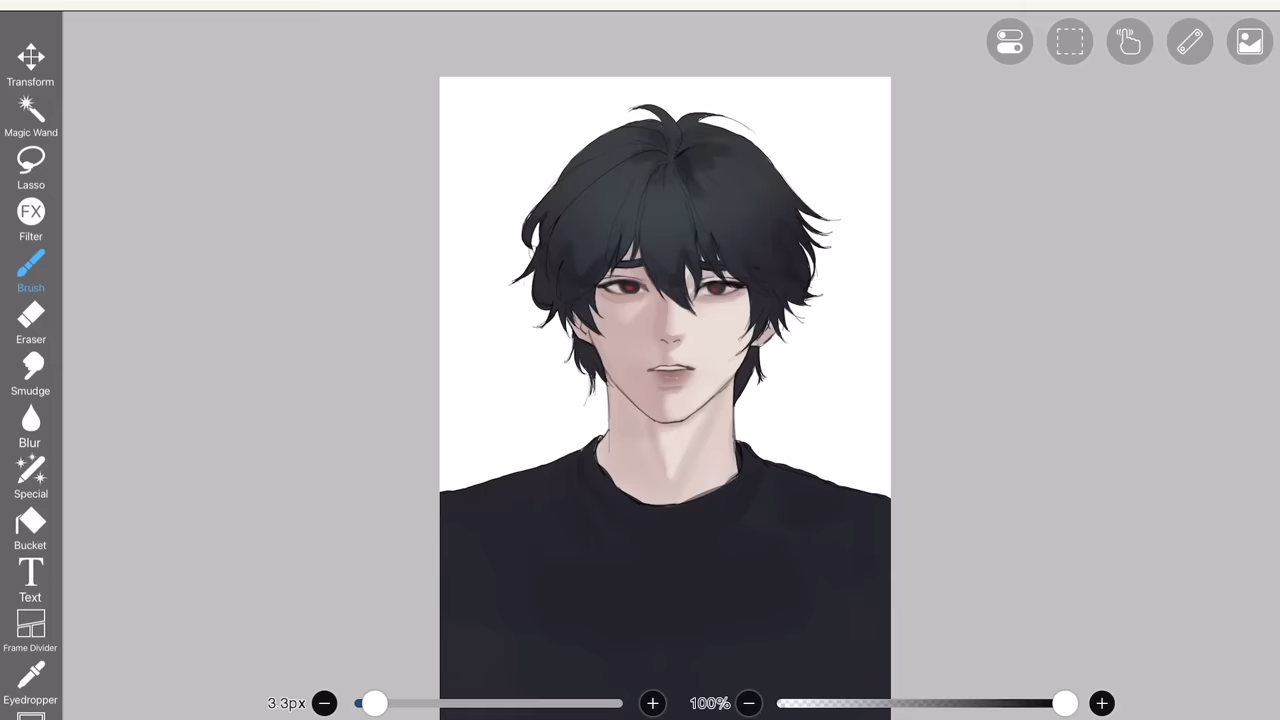 Transform
Magic Wand
Lasso
FX
Filter
Brush
Eraser
Smudge
Blur
Special
Bucket
T
Text
Frame Divider
Eyedropper
3.3px
100%